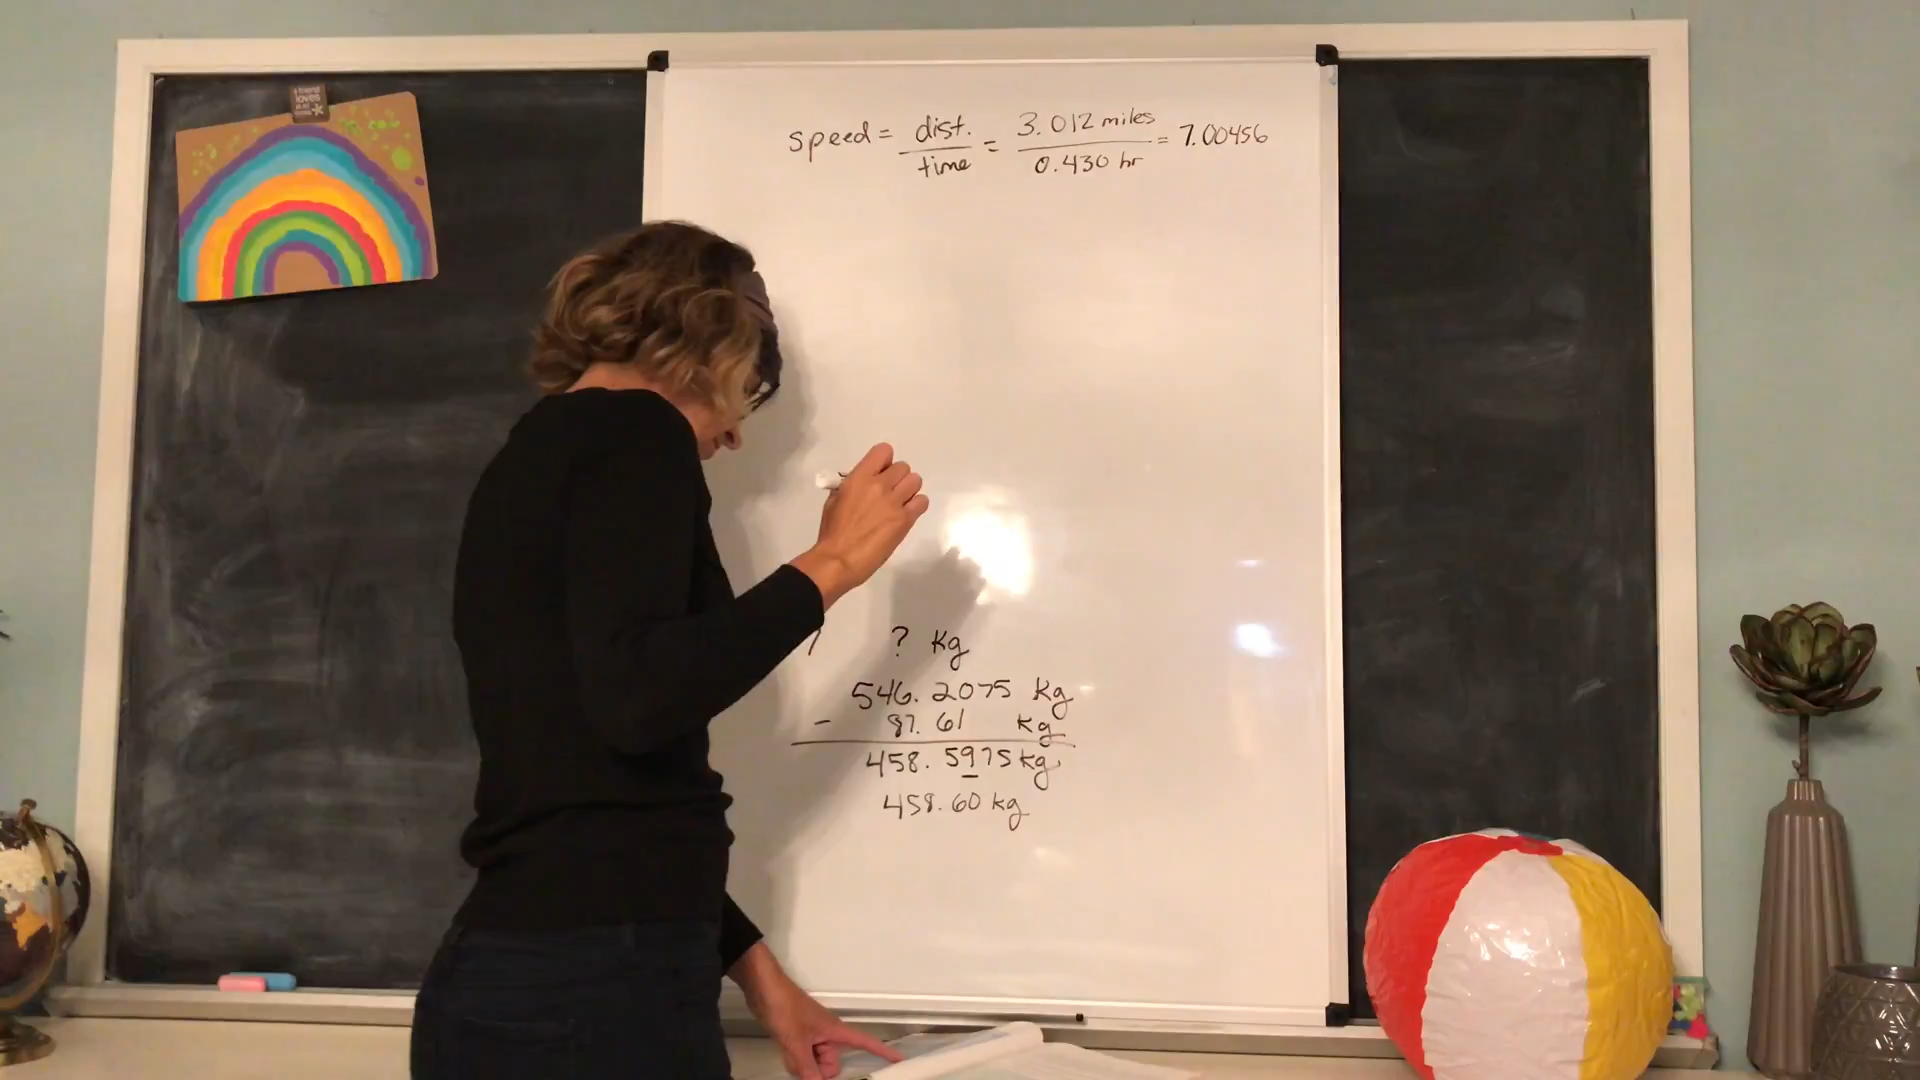 speed = dist. / time = 3.012 miles / 0.430 hr = 7.00456
? Kg
546.2075 Kg
- 87.61 Kg
458.5975 kg
458.60 kg